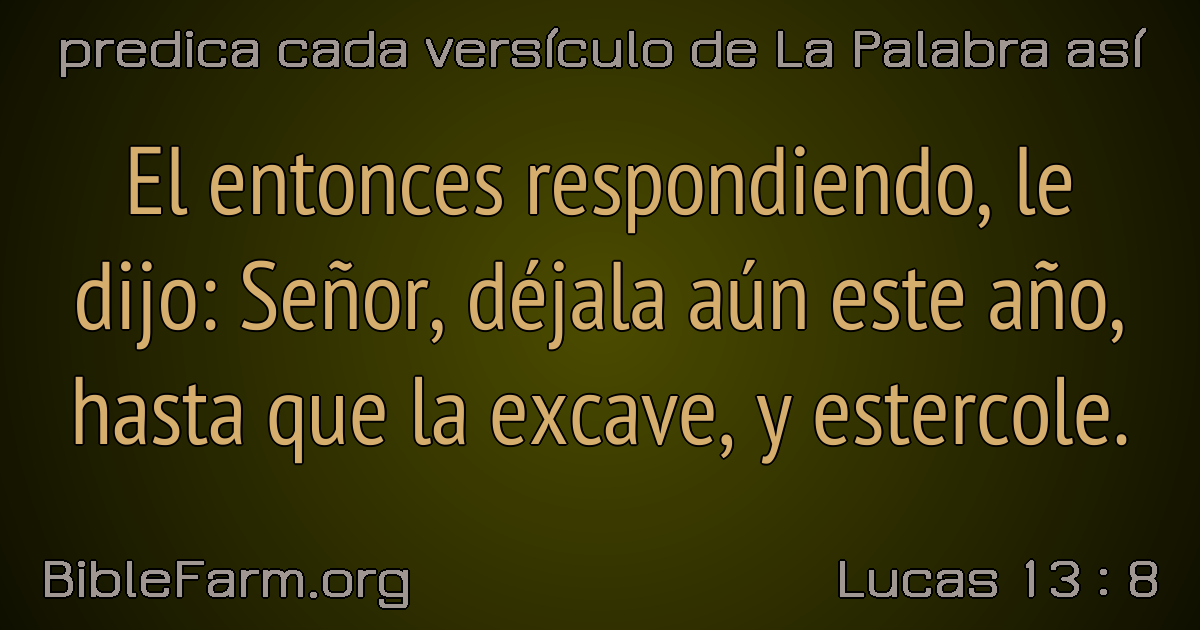 predica cada versículo de La Palabra así
El entonces respondiendo, le
dijo: Señor, déjala aún este año,
hasta que la excave, y estercole.
BibleFarm.org
Lucas 13 : 8